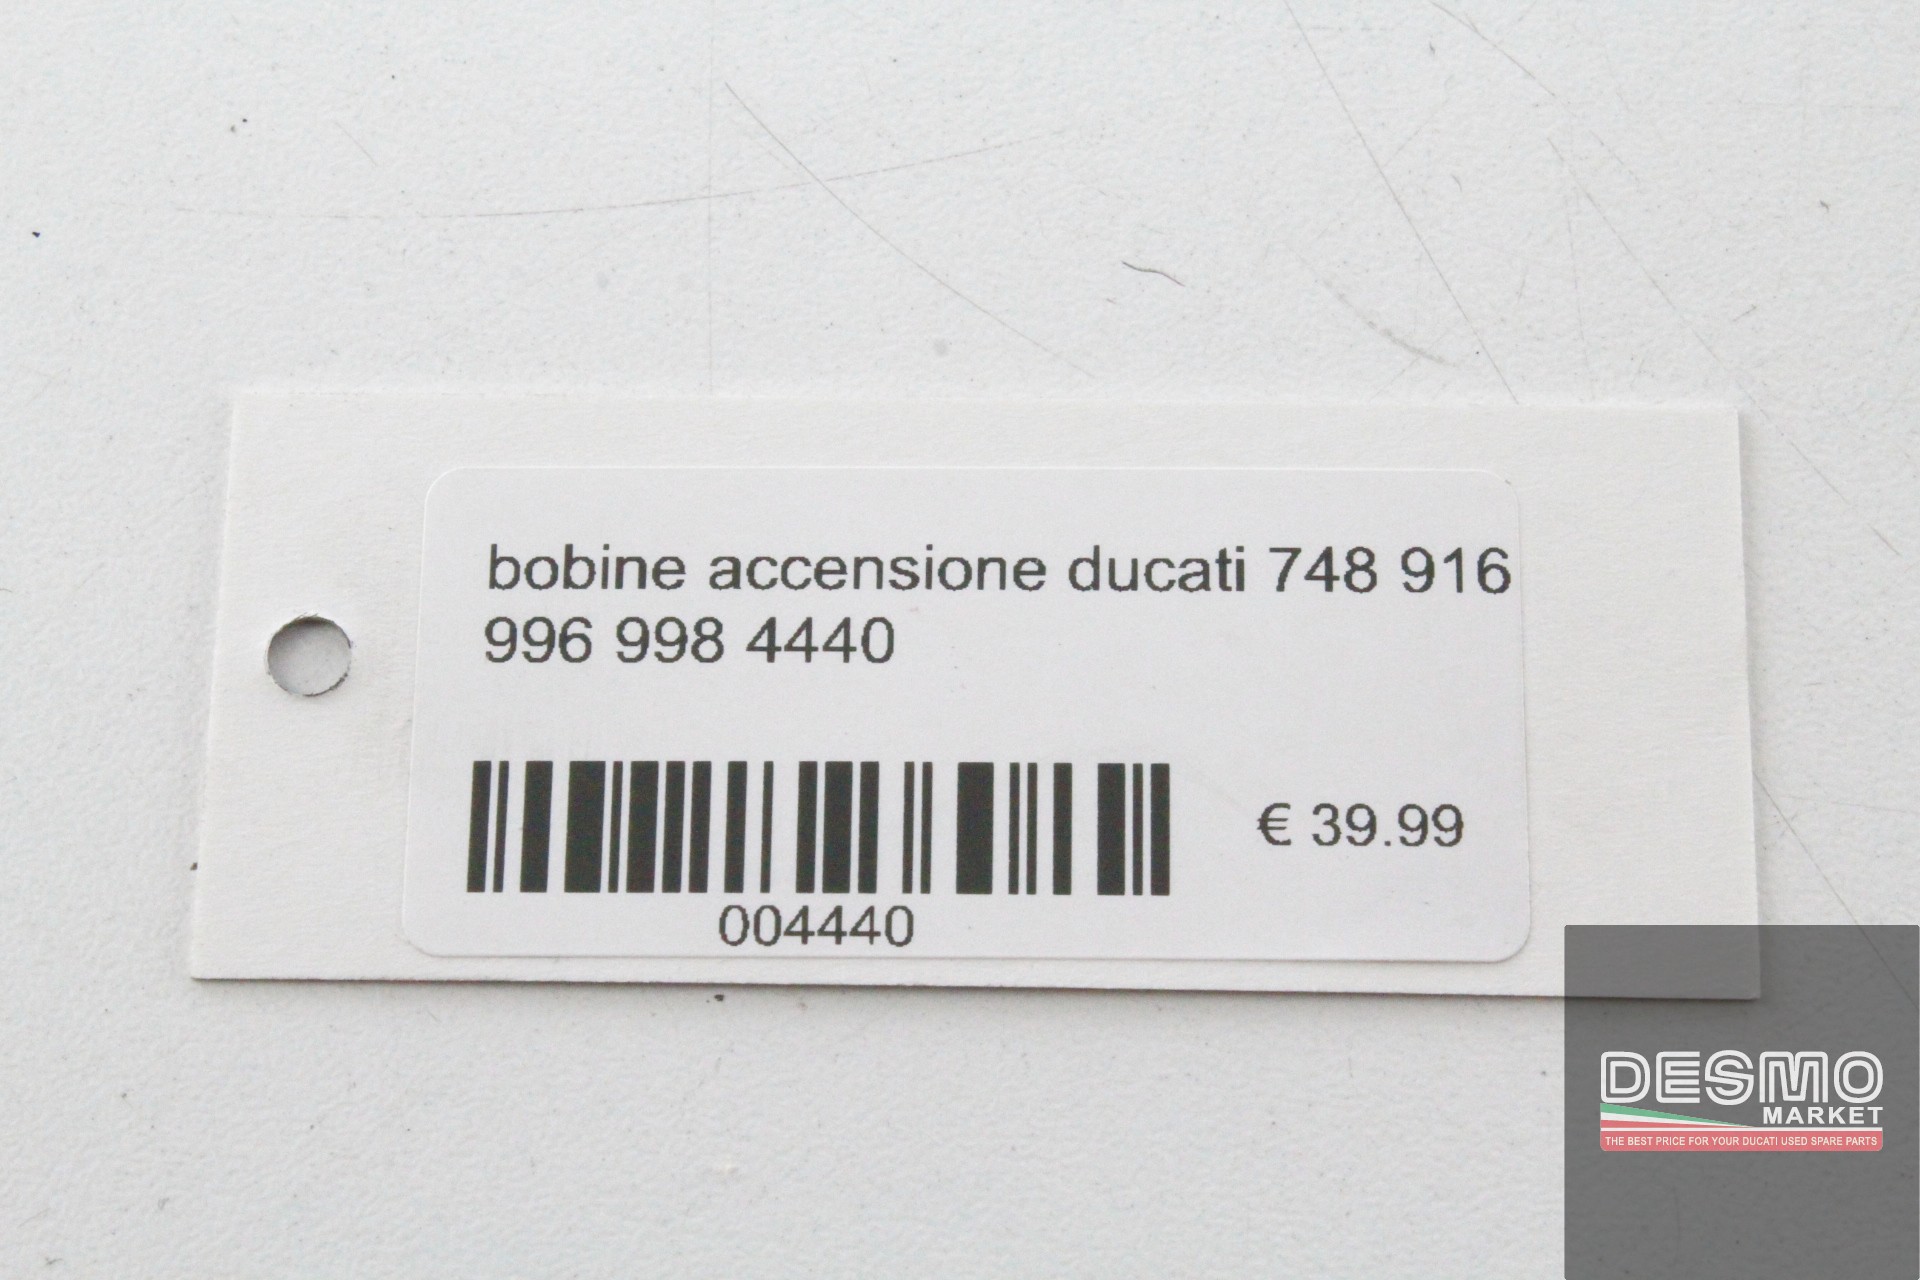 bobine accensione ducati 748 916
996 998 4440
€ 39.99
004440
DESMO
MARKET
THE BEST PRICE FOR YOUR DUCATI USED SPARE PARTS